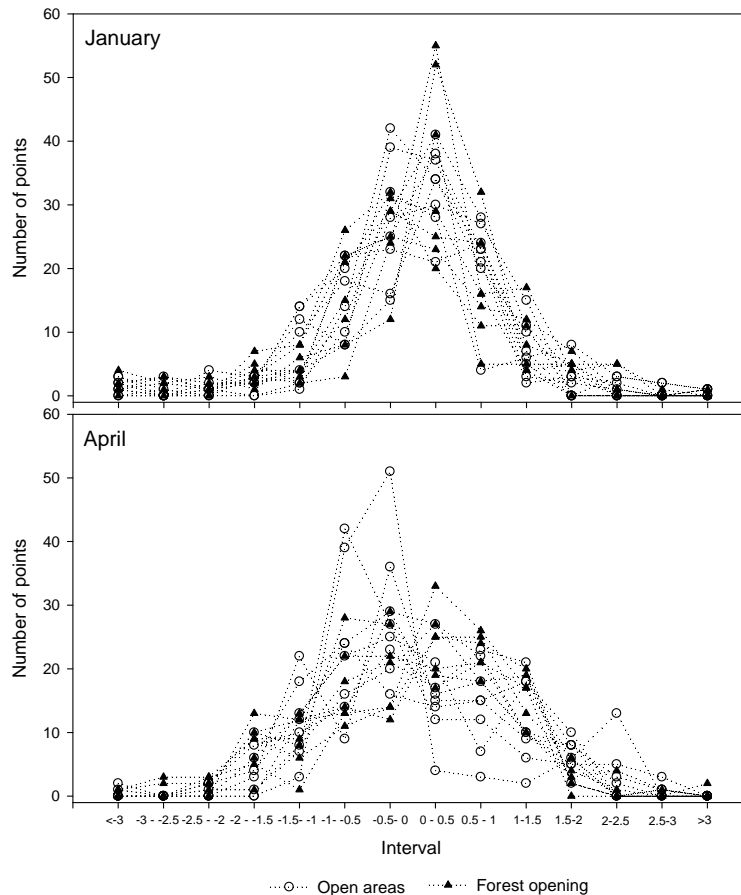 60
January
50
40
30
20
10
0
Number of points
60
April
50
40
30
20
10
0
Number of points
<-3 -3 - -2.5 -2.5 - -2 -2 - -1.5 -1.5 - -1 -1- -0.5 -0.5- 0 0 - 0.5 0.5 - 1 1-1.5 1.5-2 2-2.5 2.5-3 >3
Interval
Open areas Forest opening